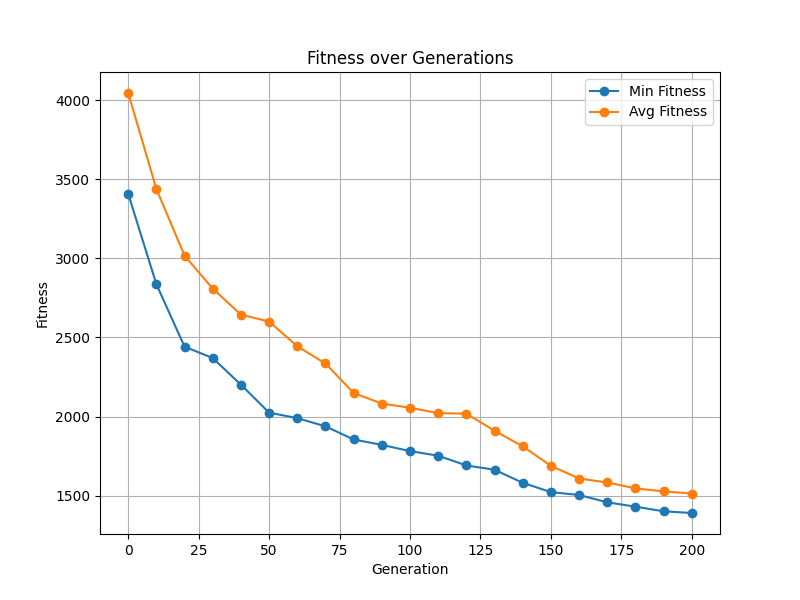 Fitness over Generations
Min Fitness
Avg Fitness
4000
3500
3000
2500
2000
1500
Fitness
0 25 50 75 100 125 150 175 200
Generation